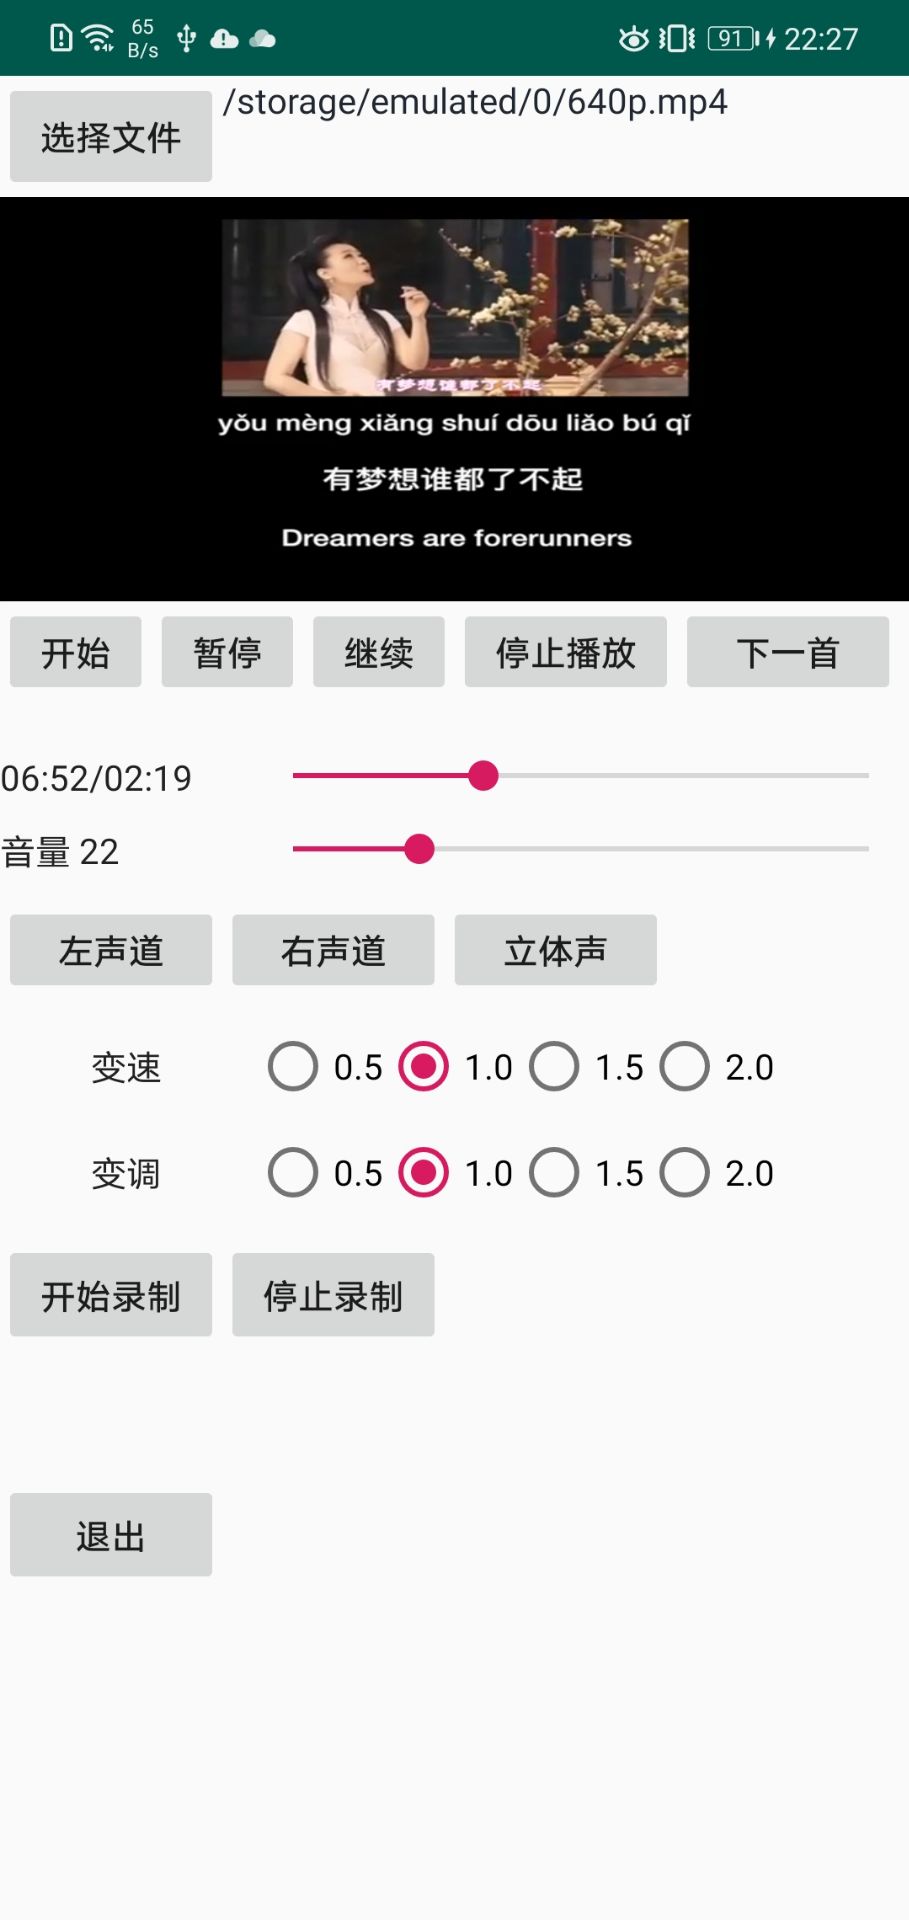 65
B/s
91
22:27
选择文件
/storage/emulated/0/640p.mp4
有梦想谁都了不起
yǒu mèng xiǎng shuí dōu liǎo bú qǐ
有梦想谁都了不起
Dreamers are forerunners
开始 暂停 继续 停止播放 下一首
06:52/02:19
音量 22
左声道 右声道 立体声
变速 0.5 1.0 1.5 2.0
变调 0.5 1.0 1.5 2.0
开始录制 停止录制
退出